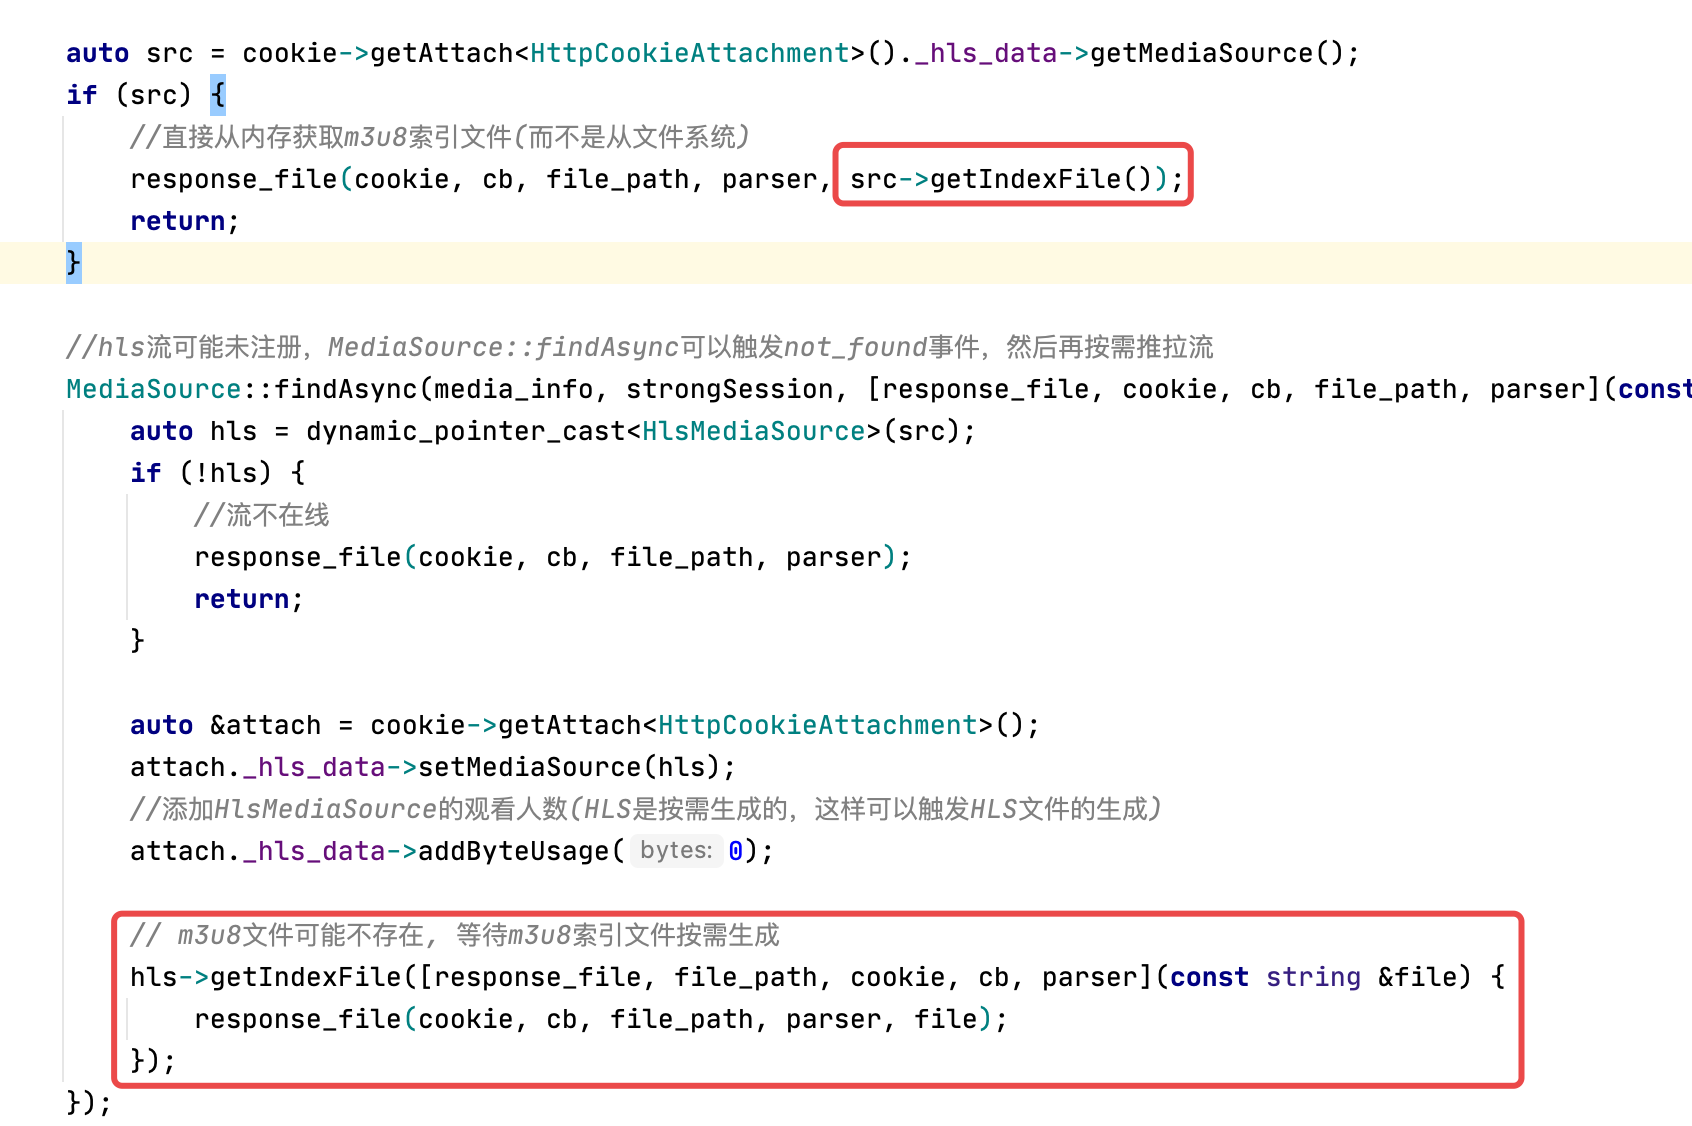 auto src = cookie->getAttach<HttpCookieAttachment>()._hls_data->getMediaSource();
if (src) {
//直接从内存获取m3u8索引文件(而不是从文件系统)
response_file(cookie, cb, file_path, parser, src->getIndexFile());
return;
}
//hls流可能未注册，MediaSource::findAsync可以触发not_found事件，然后再按需推拉流
MediaSource::findAsync(media_info, strongSession, [response_file, cookie, cb, file_path, parser](const
auto hls = dynamic_pointer_cast<HlsMediaSource>(src);
if (!hls) {
//流不在线
response_file(cookie, cb, file_path, parser);
return;
}
auto &attach = cookie->getAttach<HttpCookieAttachment>();
attach._hls_data->setMediaSource(hls);
//添加HlsMediaSource的观看人数(HLS是按需生成的，这样可以触发HLS文件的生成)
attach._hls_data->addByteUsage( bytes: 0);
// m3u8文件可能不存在, 等待m3u8索引文件按需生成
hls->getIndexFile([response_file, file_path, cookie, cb, parser](const string &file) {
response_file(cookie, cb, file_path, parser, file);
});
});